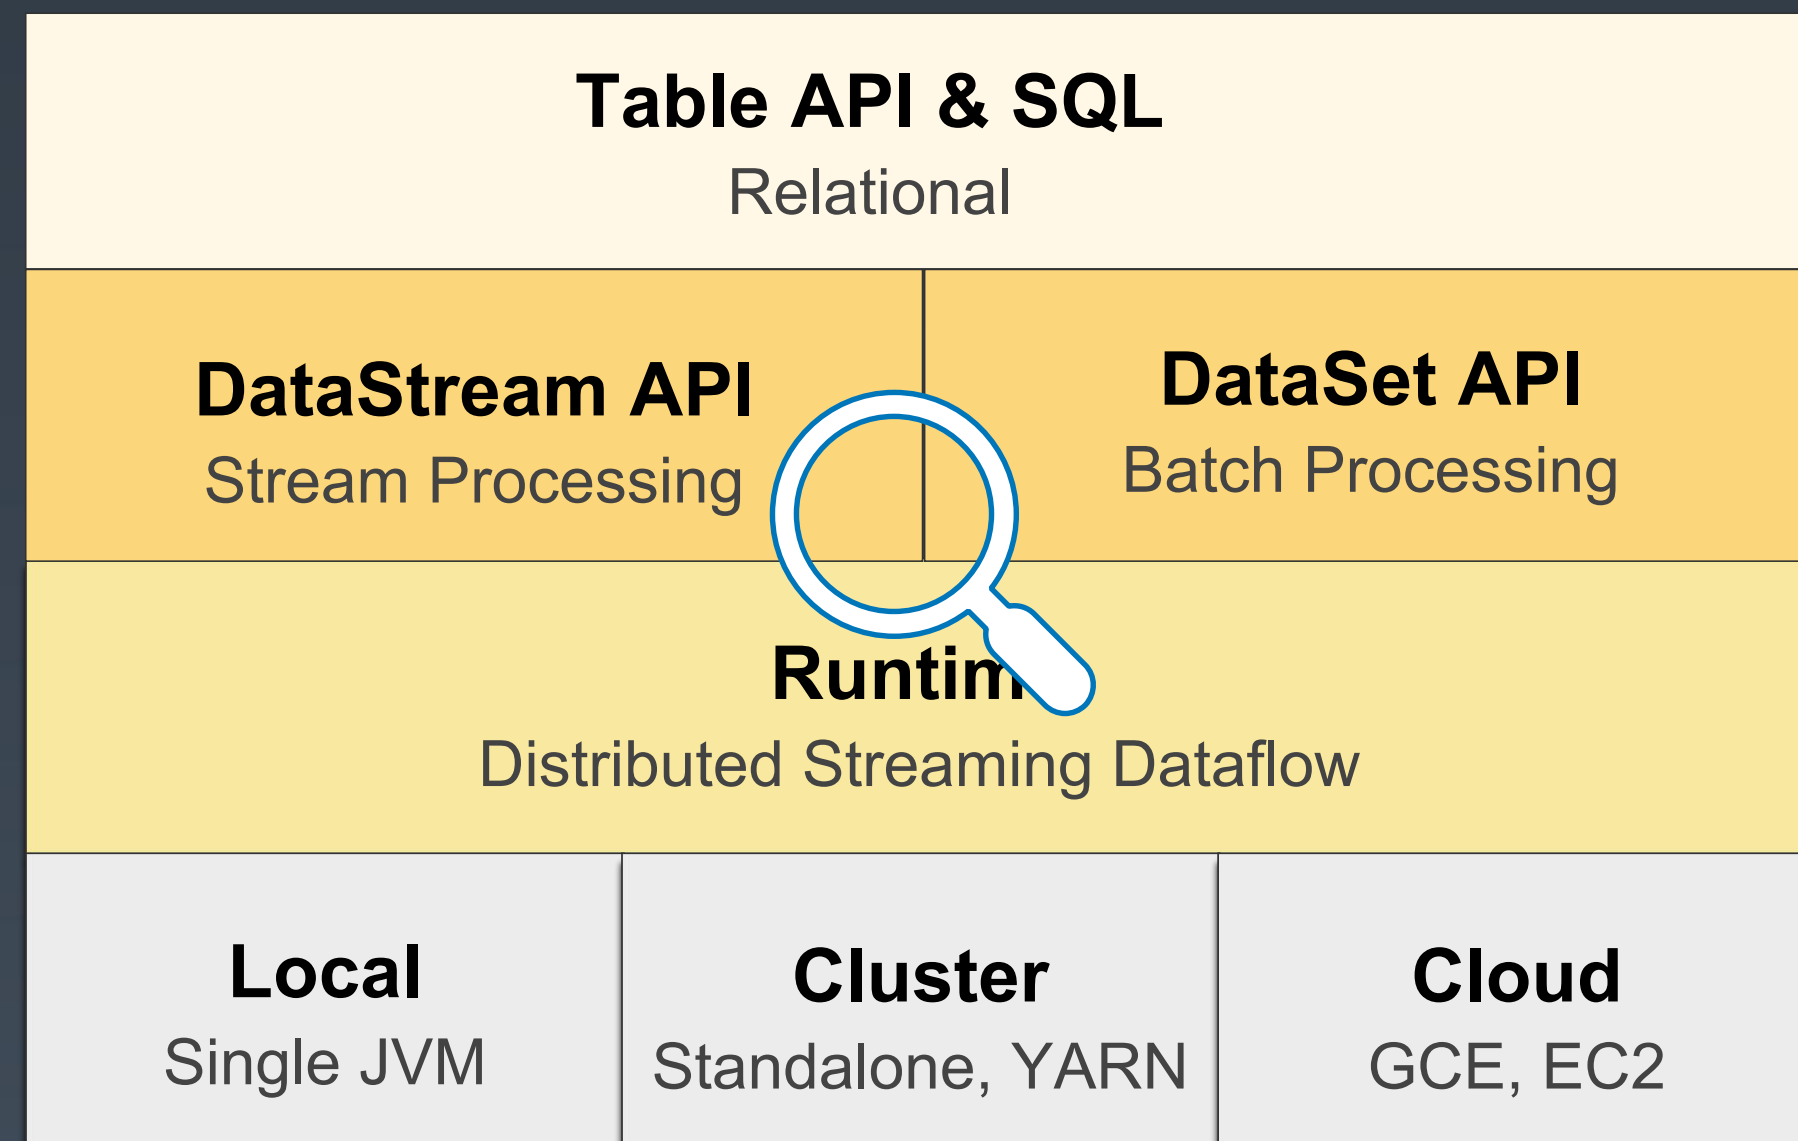 Table API & SQL
Relational
DataStream API
Stream Processing
DataSet API
Batch Processing
Runtim
Distributed Streaming Dataflow
Local
Single JVM
Cluster
Standalone, YARN
Cloud
GCE, EC2